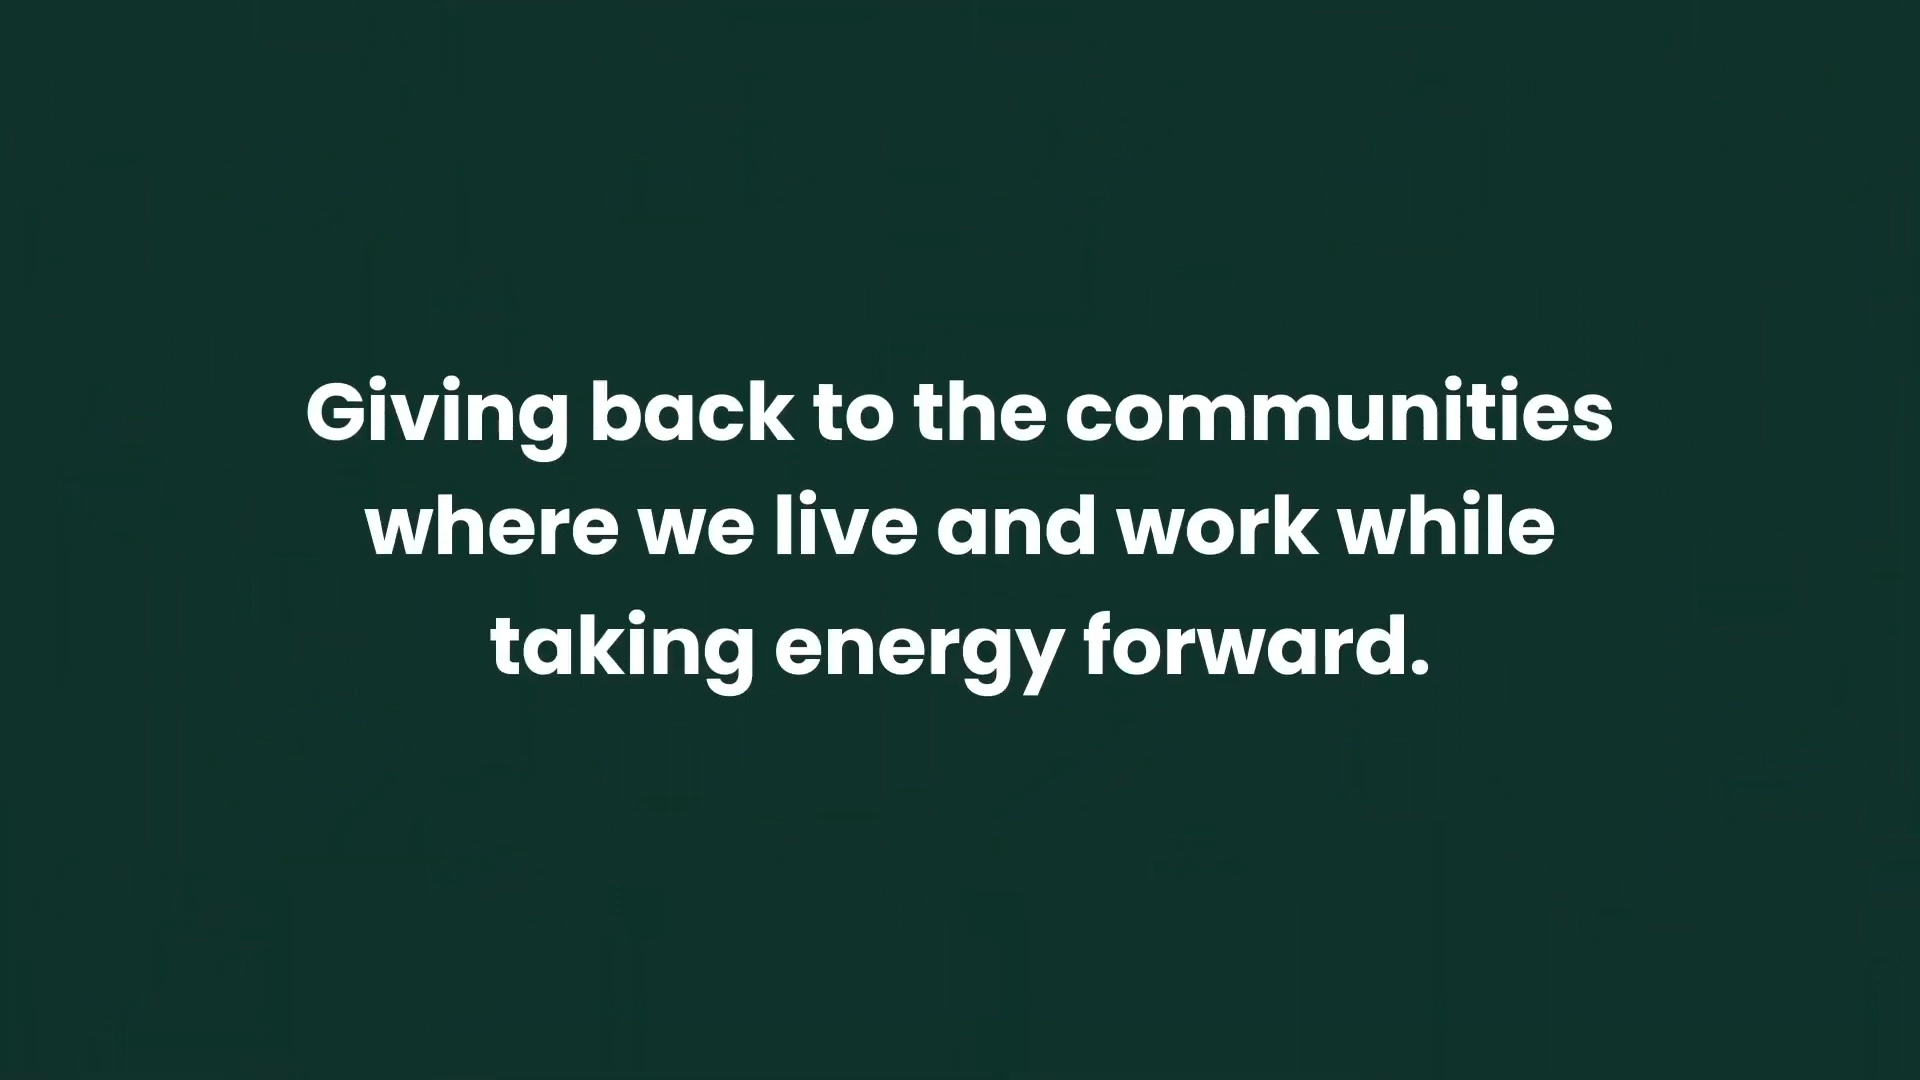 Giving back to the communities
where we live and work while
taking energy forward.